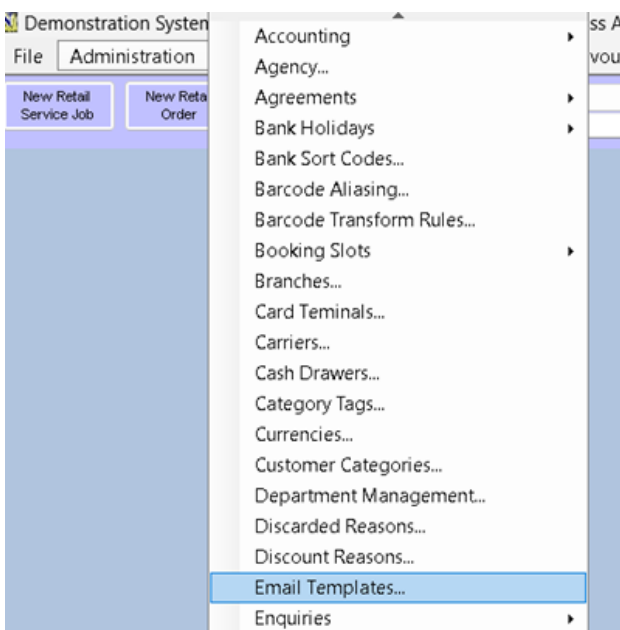 Demonstration System
ss A
File
Administration
vou
New Retail
Service Job
New Reta
Order
Accounting
Agency...
Agreements
Bank Holidays
Bank Sort Codes...
Barcode Aliasing...
Barcode Transform Rules...
Booking Slots
Branches...
Card Teminals...
Carriers...
Cash Drawers...
Category Tags...
Currencies...
Customer Categories...
Department Management...
Discarded Reasons...
Discount Reasons...
Email Templates...
Enquiries